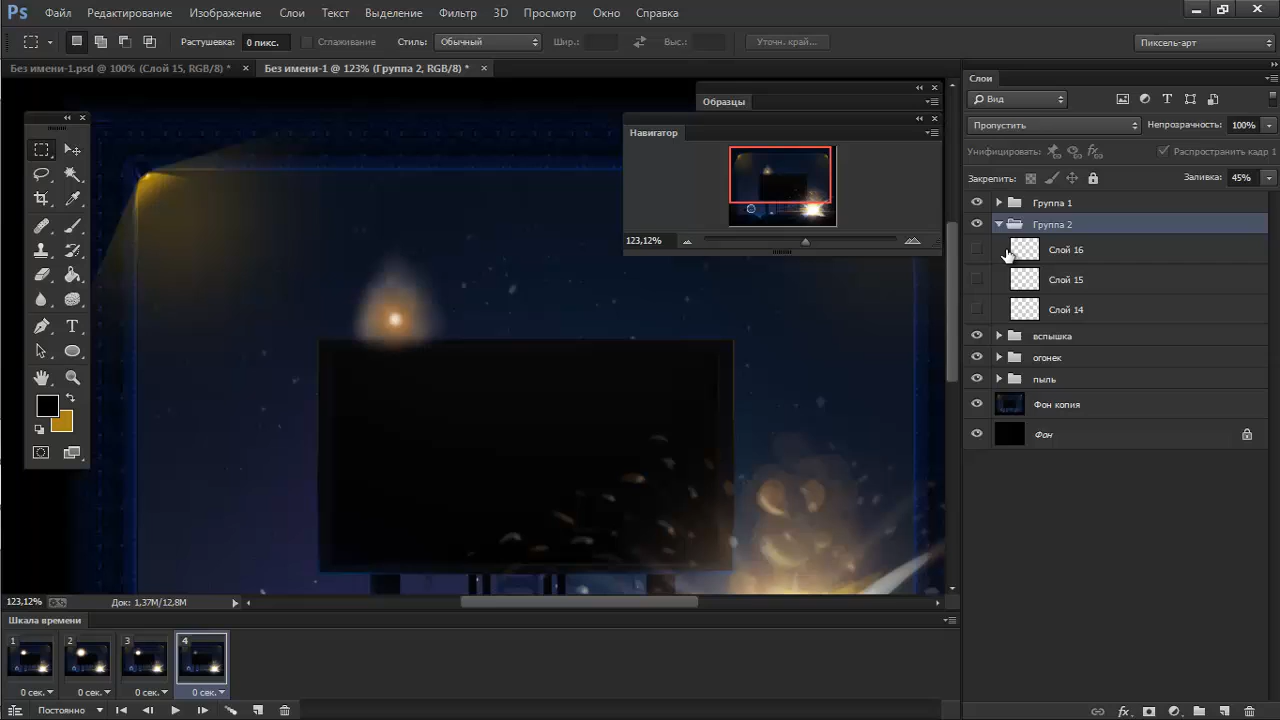 Ps Файл Редактирование Изображение Слои Текст Выделение Фильтр 3D Просмотр Окно Справка
Растушевка: 0 пикс. Сглаживание Стиль: Обычный Шир.: Выс.: Уточн. край... Пиксель-арт
Без имени-1.psd @ 100% (Слой 15, RGB/8) * × Без имени-1 @ 123% (Группа 2, RGB/8) * ×
Образцы
Навигатор
123,12%
Слои
Вид
Пропустить Непрозрачность: 100%
Унифицировать: Распространить кадр 1
Закрепить: Заливка: 45%
Группа 1
Группа 2
Слой 16
Слой 15
Слой 14
вспышка
огонек
пыль
Фон копия
Фон
123,12% Док: 1,37M/12,8M
Шкала времени
1 2 3 4
0 сек. 0 сек. 0 сек. 0 сек.
Постоянно